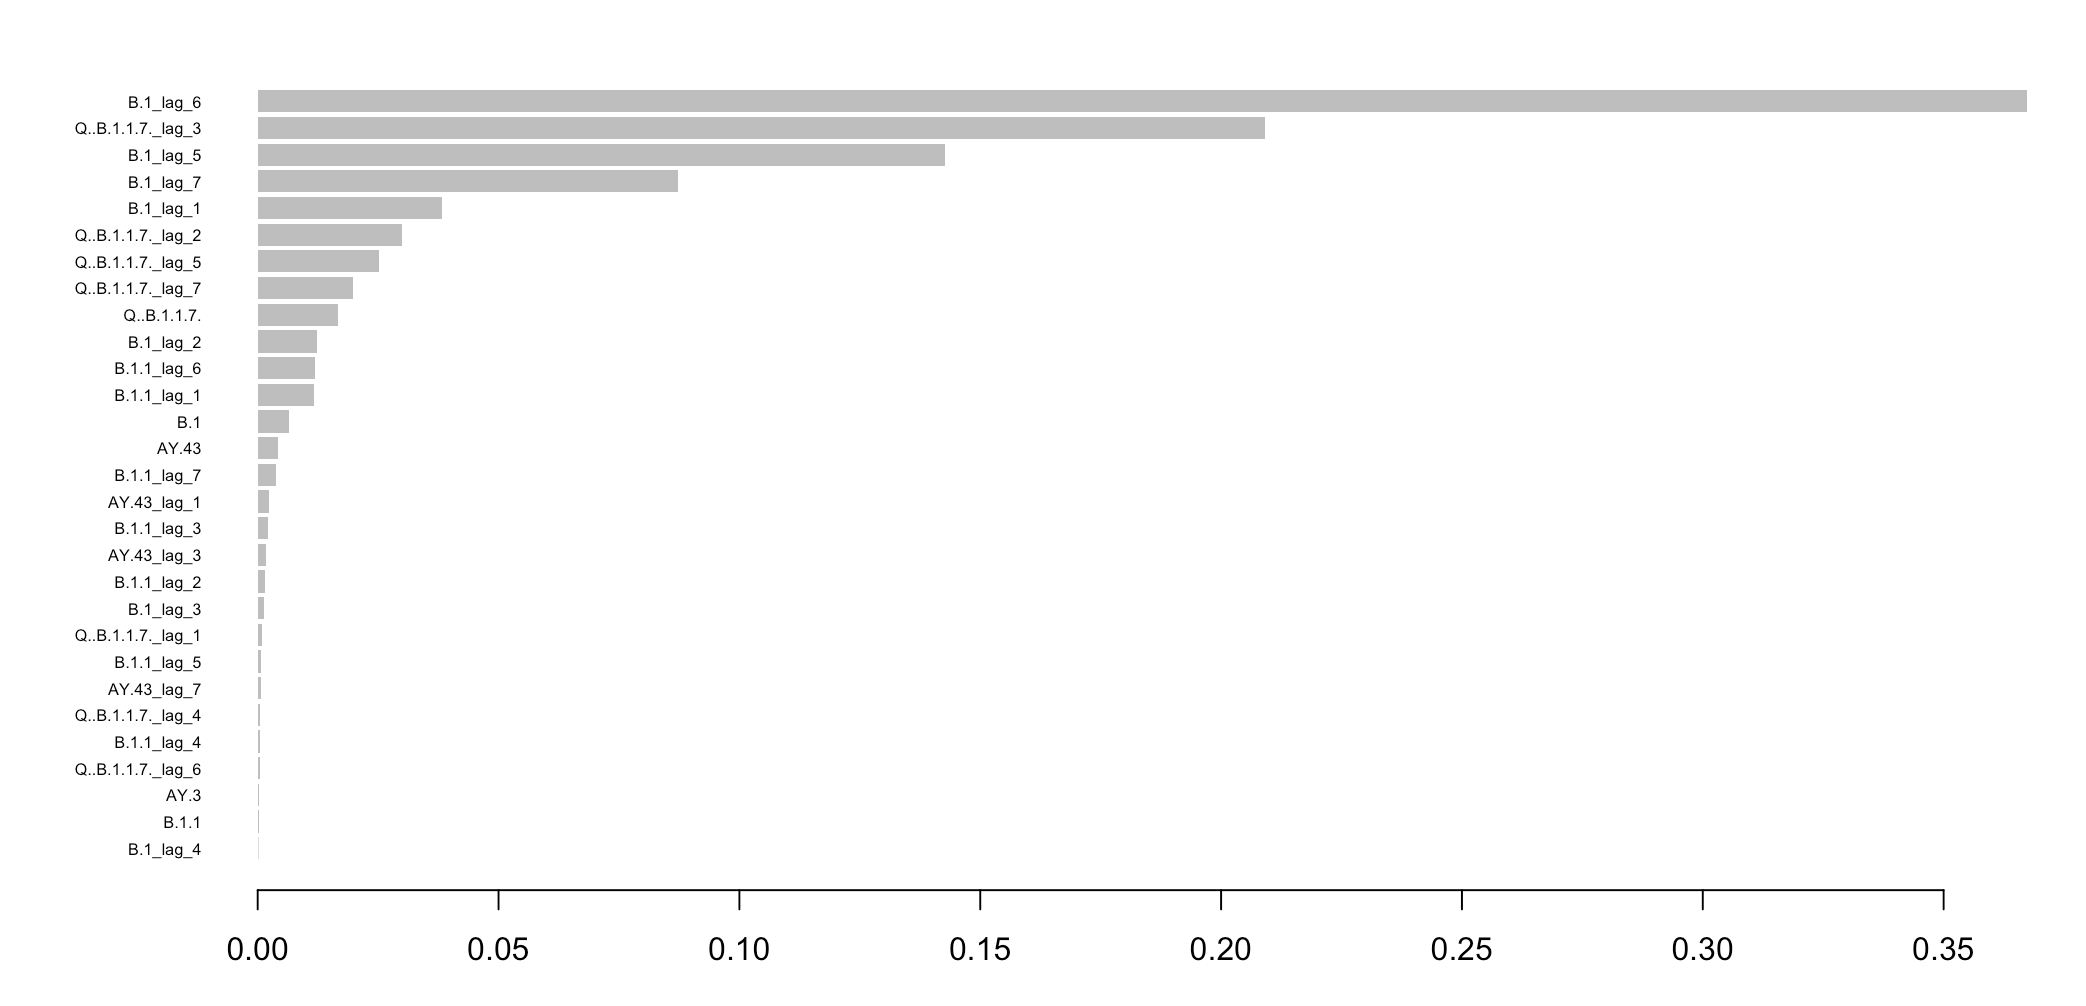 B.1_lag_6
Q..B.1.1.7._lag_3
B.1_lag_5
B.1_lag_7
B.1_lag_1
Q..B.1.1.7._lag_2
Q..B.1.1.7._lag_5
Q..B.1.1.7._lag_7
Q..B.1.1.7.
B.1_lag_2
B.1.1_lag_6
B.1.1_lag_1
B.1
AY.43
B.1.1_lag_7
AY.43_lag_1
B.1.1_lag_3
AY.43_lag_3
B.1.1_lag_2
B.1_lag_3
Q..B.1.1.7._lag_1
B.1.1_lag_5
AY.43_lag_7
Q..B.1.1.7._lag_4
B.1.1_lag_4
Q..B.1.1.7._lag_6
AY.3
B.1.1
B.1_lag_4
0.00 0.05 0.10 0.15 0.20 0.25 0.30 0.35